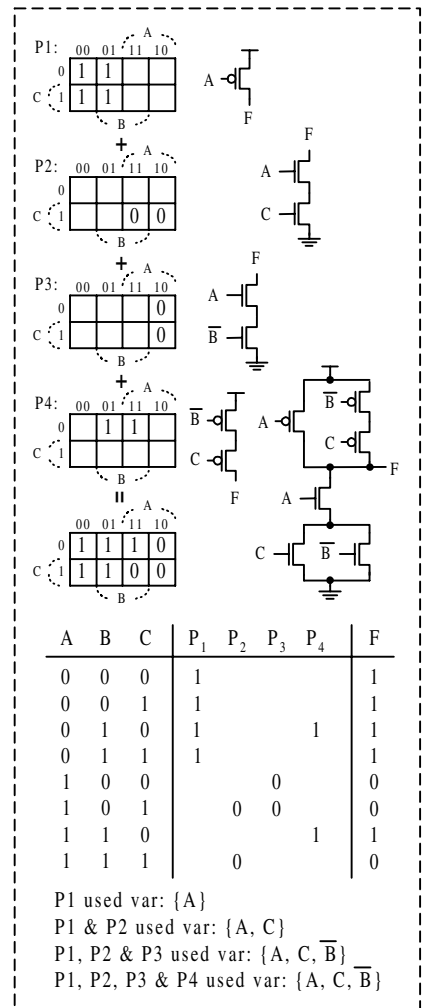 P1:
A
00 01 11 10
0 1 1
C 1 1 1
B
A
F
+
P2:
A
00 01 11 10
0
C 1 0 0
B
F
A
C
+
P3:
A
00 01 11 10
0 0
C 1 0
B
F
A
B̅
+
P4:
A
00 01 11 10
0 1 1
C 1
B
B̅
C
F
A
B̅
C
F
A
C
B̅
=
A
00 01 11 10
0 1 1 1 0
C 1 1 1 0 0
B
A B C P₁ P₂ P₃ P₄ F
0 0 0 1 1
0 0 1 1 1
0 1 0 1 1 1
0 1 1 1 1
1 0 0 0 0
1 0 1 0 0 0
1 1 0 1 1
1 1 1 0 0
P1 used var: {A}
P1 & P2 used var: {A, C}
P1, P2 & P3 used var: {A, C, B̅}
P1, P2, P3 & P4 used var: {A, C, B̅}